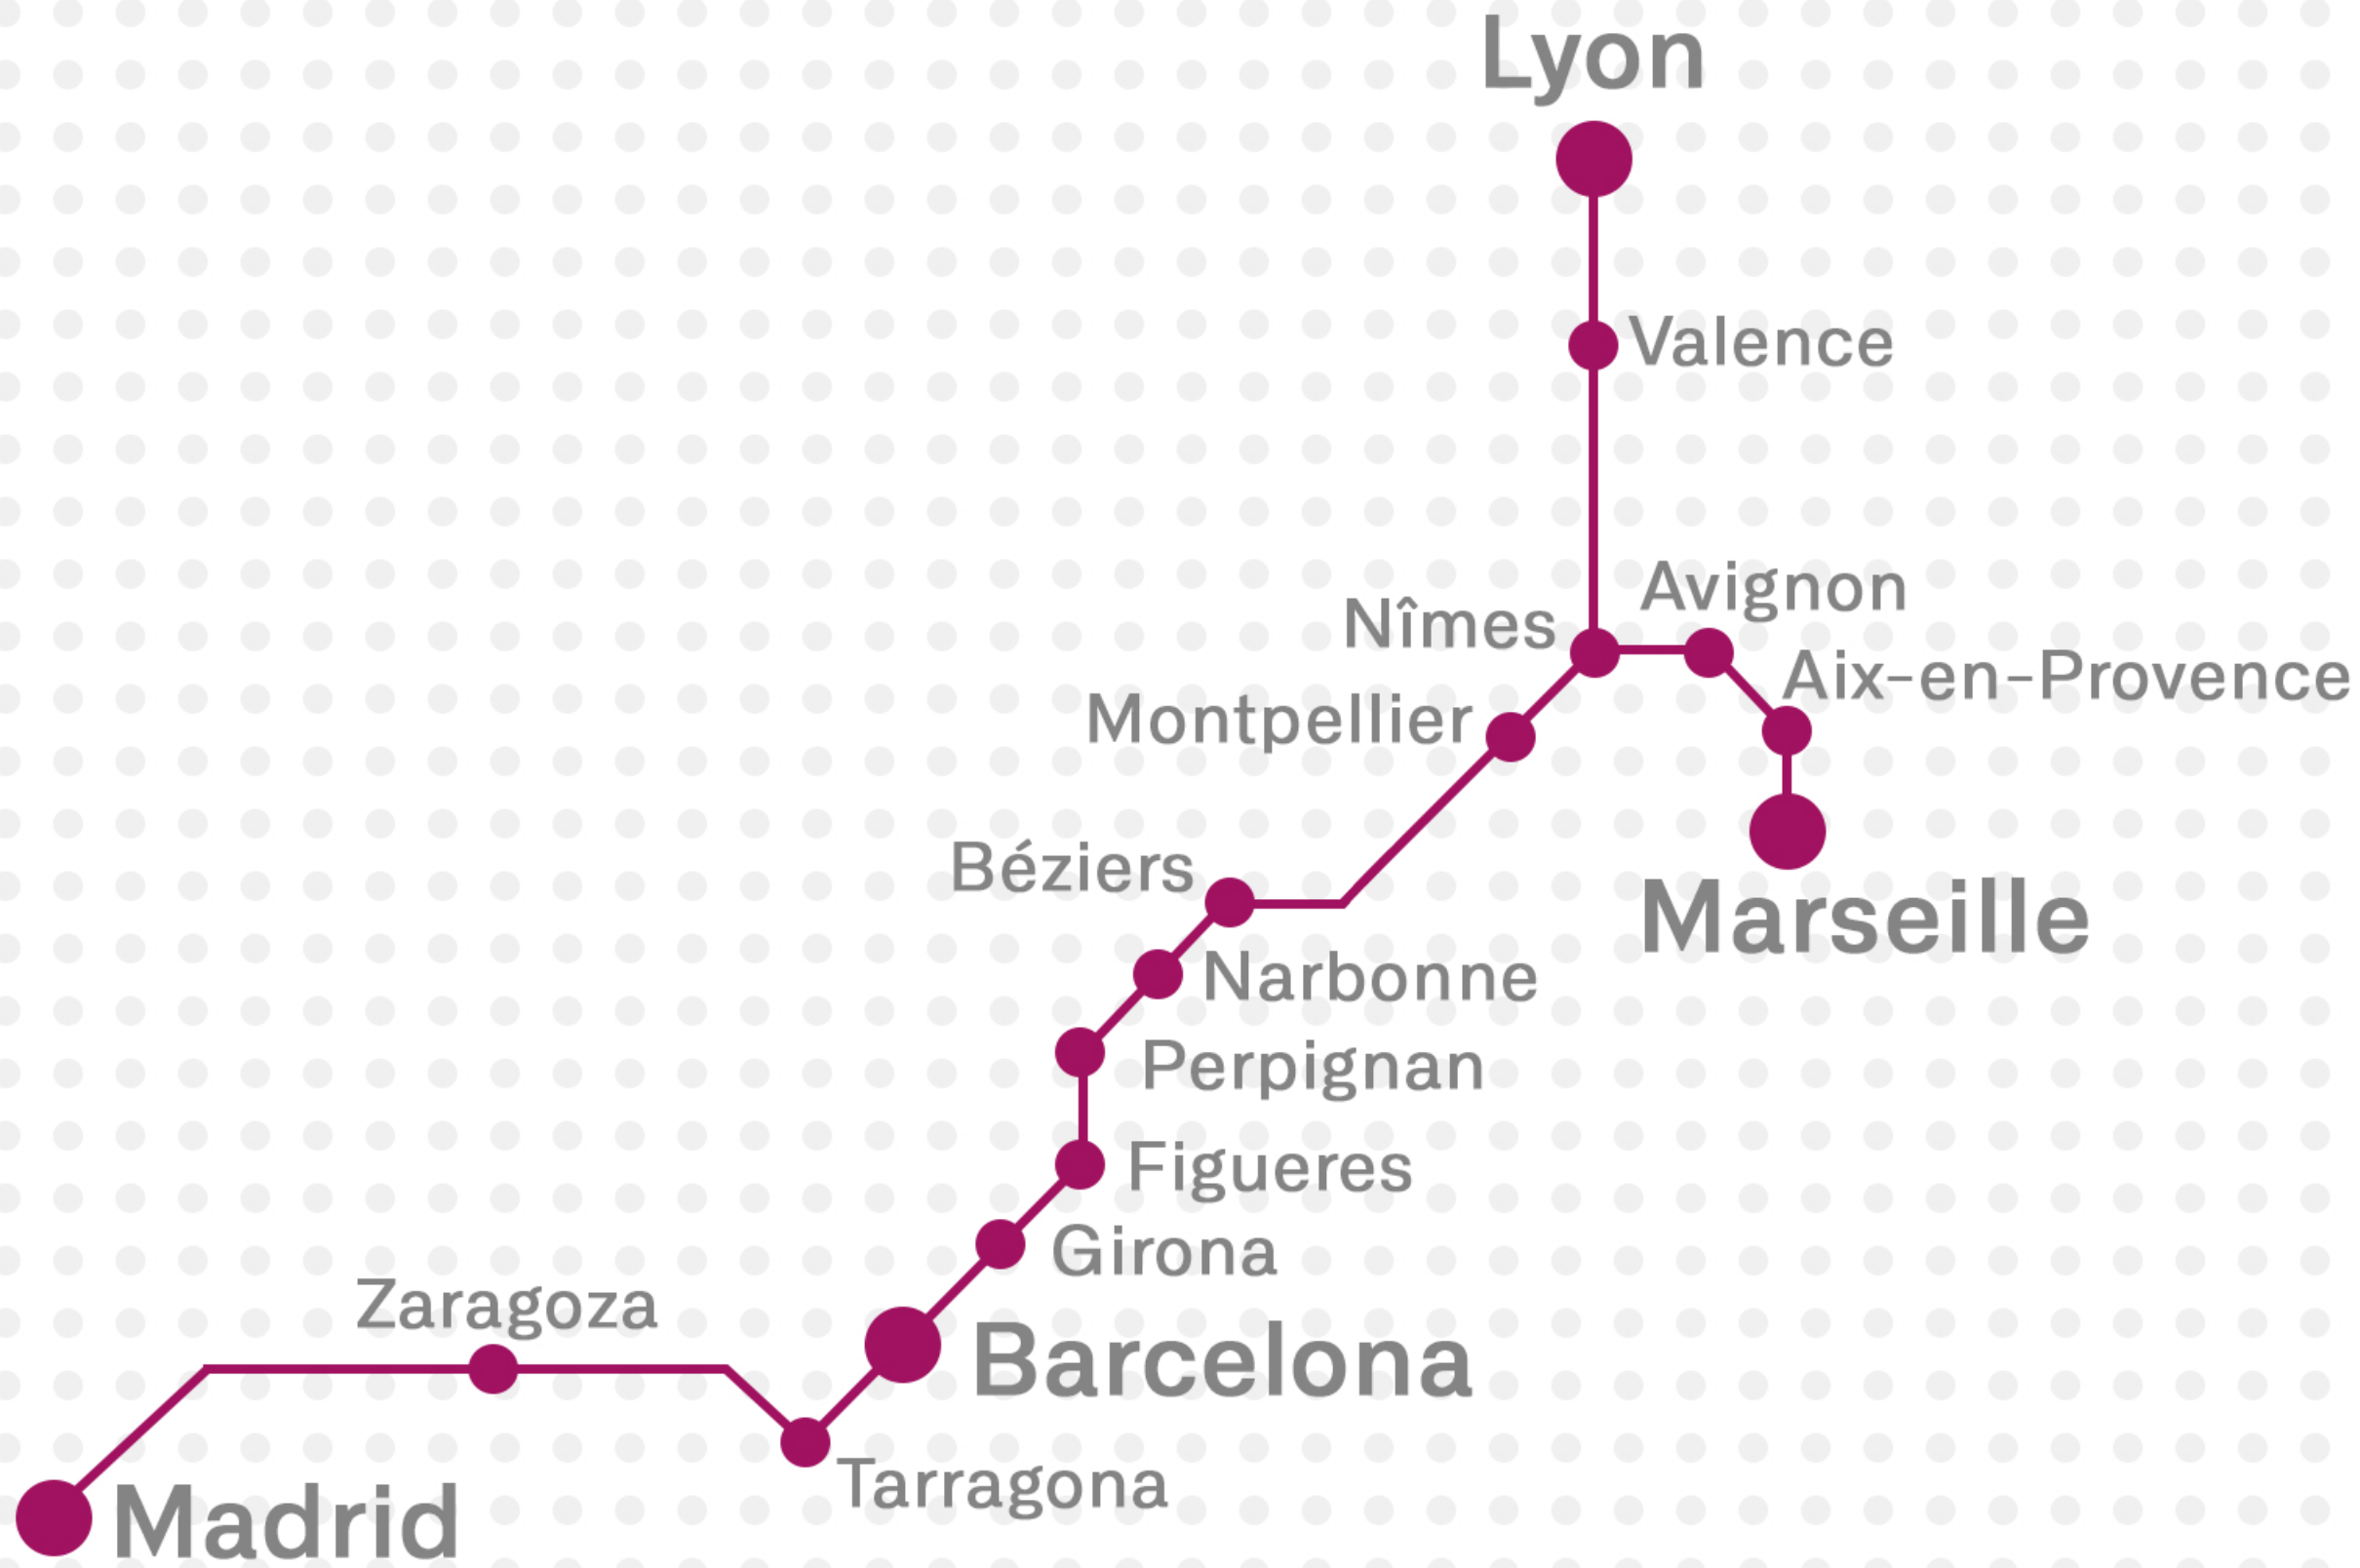 Lyon
Valence
Avignon
Nîmes
Aix-en-Provence
Montpellier
Béziers
Marseille
Narbonne
Perpignan
Figueres
Girona
Zaragoza
Barcelona
Tarragona
Madrid